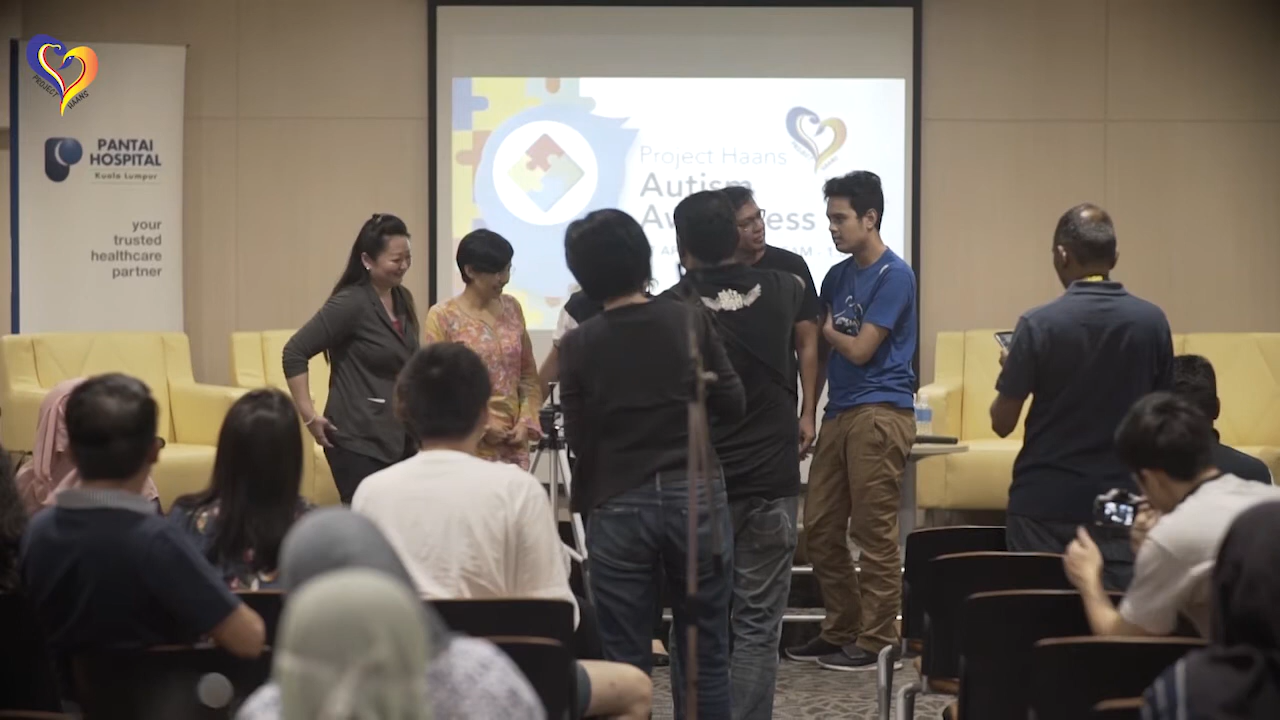 PROJECT HAANS
PANTAI
HOSPITAL
Kuala Lumpur
your
trusted
healthcare
partner
Project Haans
Autism